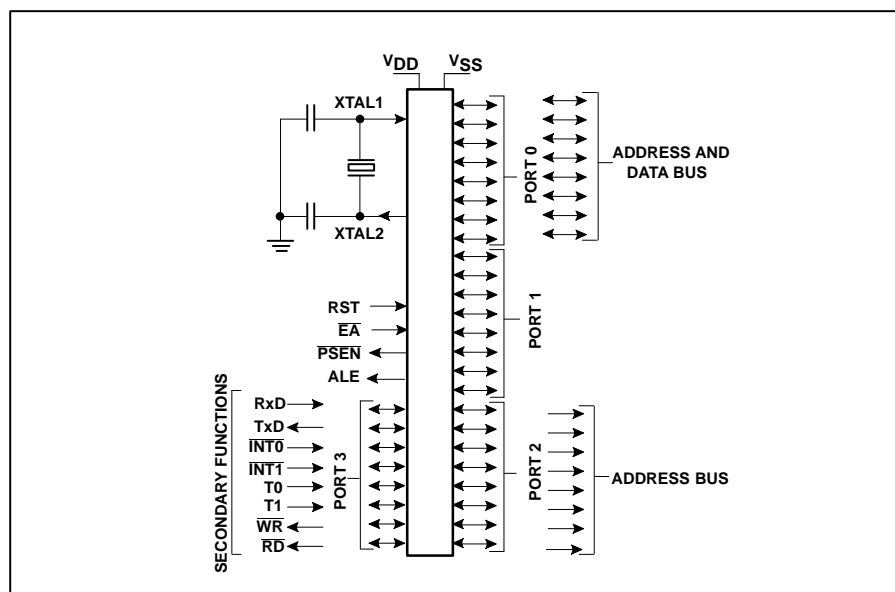 VDD
VSS
XTAL1
PORT 0
ADDRESS AND
DATA BUS
XTAL2
PORT 1
RST
EA
PSEN
ALE
SECONDARY FUNCTIONS
RxD
TxD
INT0
INT1
T0
T1
WR
RD
PORT 3
PORT 2
ADDRESS BUS